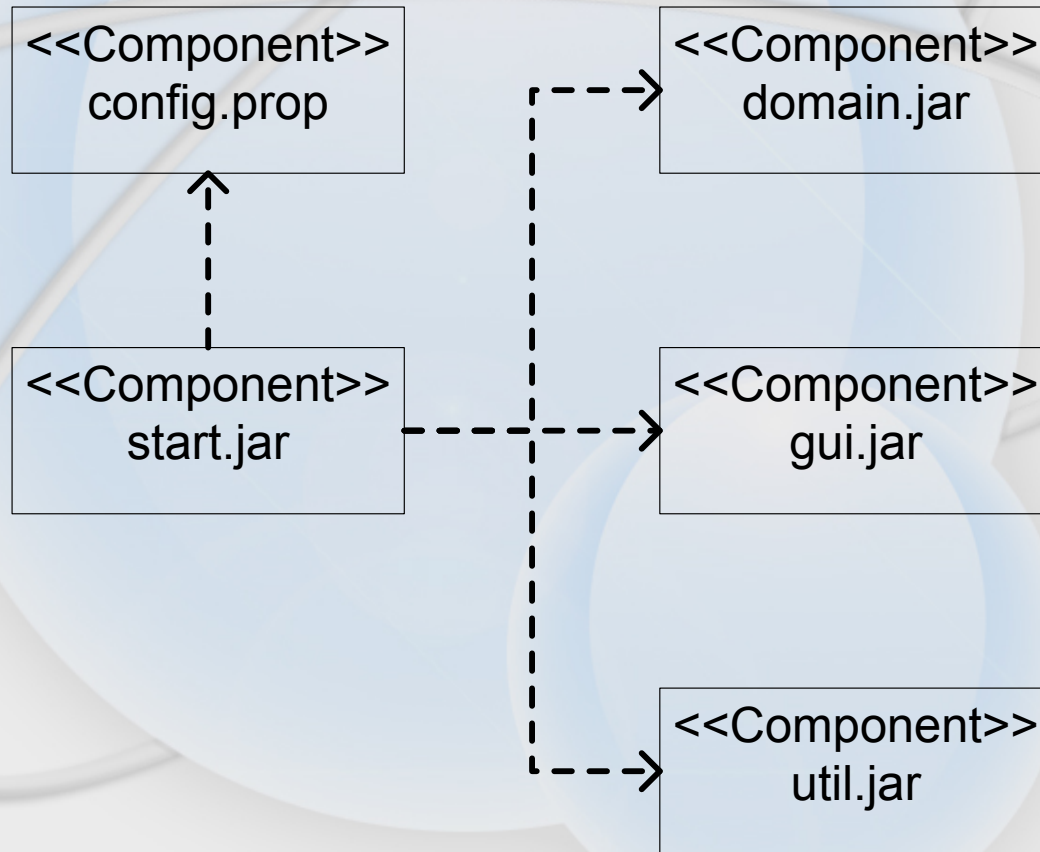 <<Component>>
config.prop
<<Component>>
domain.jar
<<Component>>
start.jar
<<Component>>
gui.jar
<<Component>>
util.jar